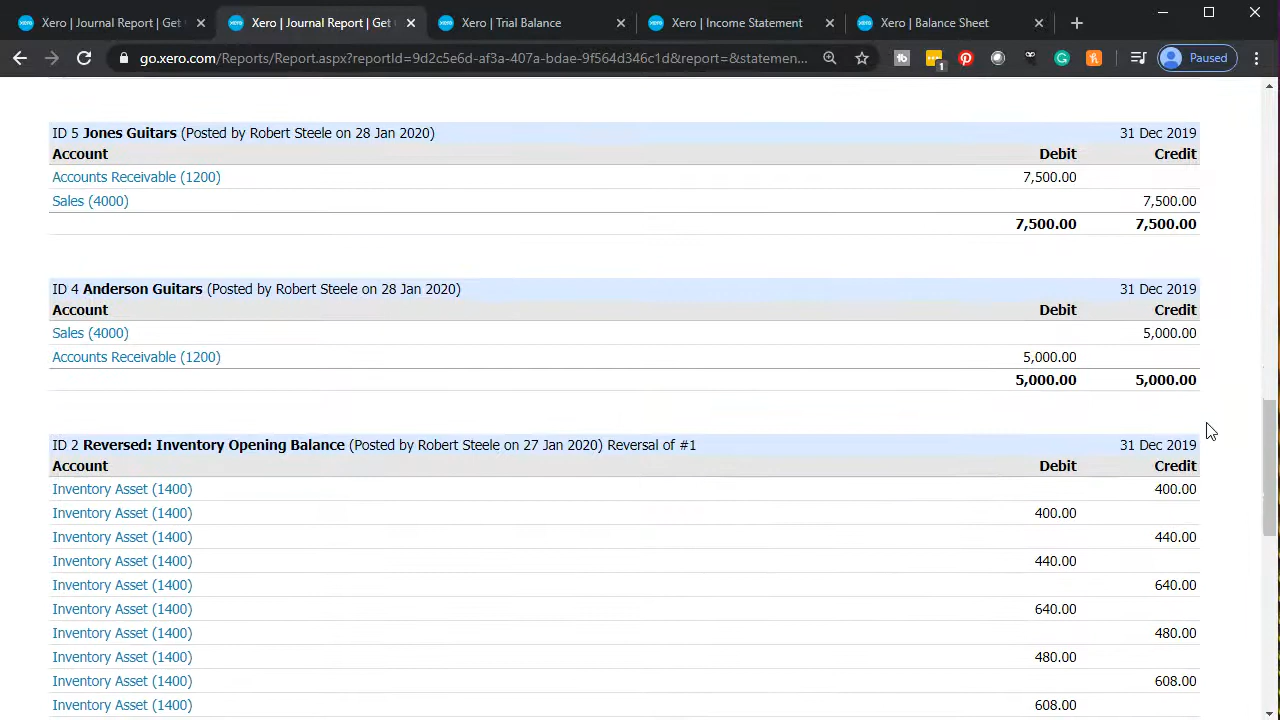 Xero | Journal Report | Get
Xero | Journal Report | Get
Xero | Trial Balance
Xero | Income Statement
Xero | Balance Sheet
go.xero.com/Reports/Report.aspx?reportId=9d2c5e6d-af3a-407a-bdae-9f564d346c1d&report=&statemen...
1
Paused
ID 5 Jones Guitars (Posted by Robert Steele on 28 Jan 2020) 31 Dec 2019
Account Debit Credit
Accounts Receivable (1200) 7,500.00
Sales (4000) 7,500.00
7,500.00 7,500.00
ID 4 Anderson Guitars (Posted by Robert Steele on 28 Jan 2020) 31 Dec 2019
Account Debit Credit
Sales (4000) 5,000.00
Accounts Receivable (1200) 5,000.00
5,000.00 5,000.00
ID 2 Reversed: Inventory Opening Balance (Posted by Robert Steele on 27 Jan 2020) Reversal of #1 31 Dec 2019
Account Debit Credit
Inventory Asset (1400) 400.00
Inventory Asset (1400) 400.00
Inventory Asset (1400) 440.00
Inventory Asset (1400) 440.00
Inventory Asset (1400) 640.00
Inventory Asset (1400) 640.00
Inventory Asset (1400) 480.00
Inventory Asset (1400) 480.00
Inventory Asset (1400) 608.00
Inventory Asset (1400) 608.00